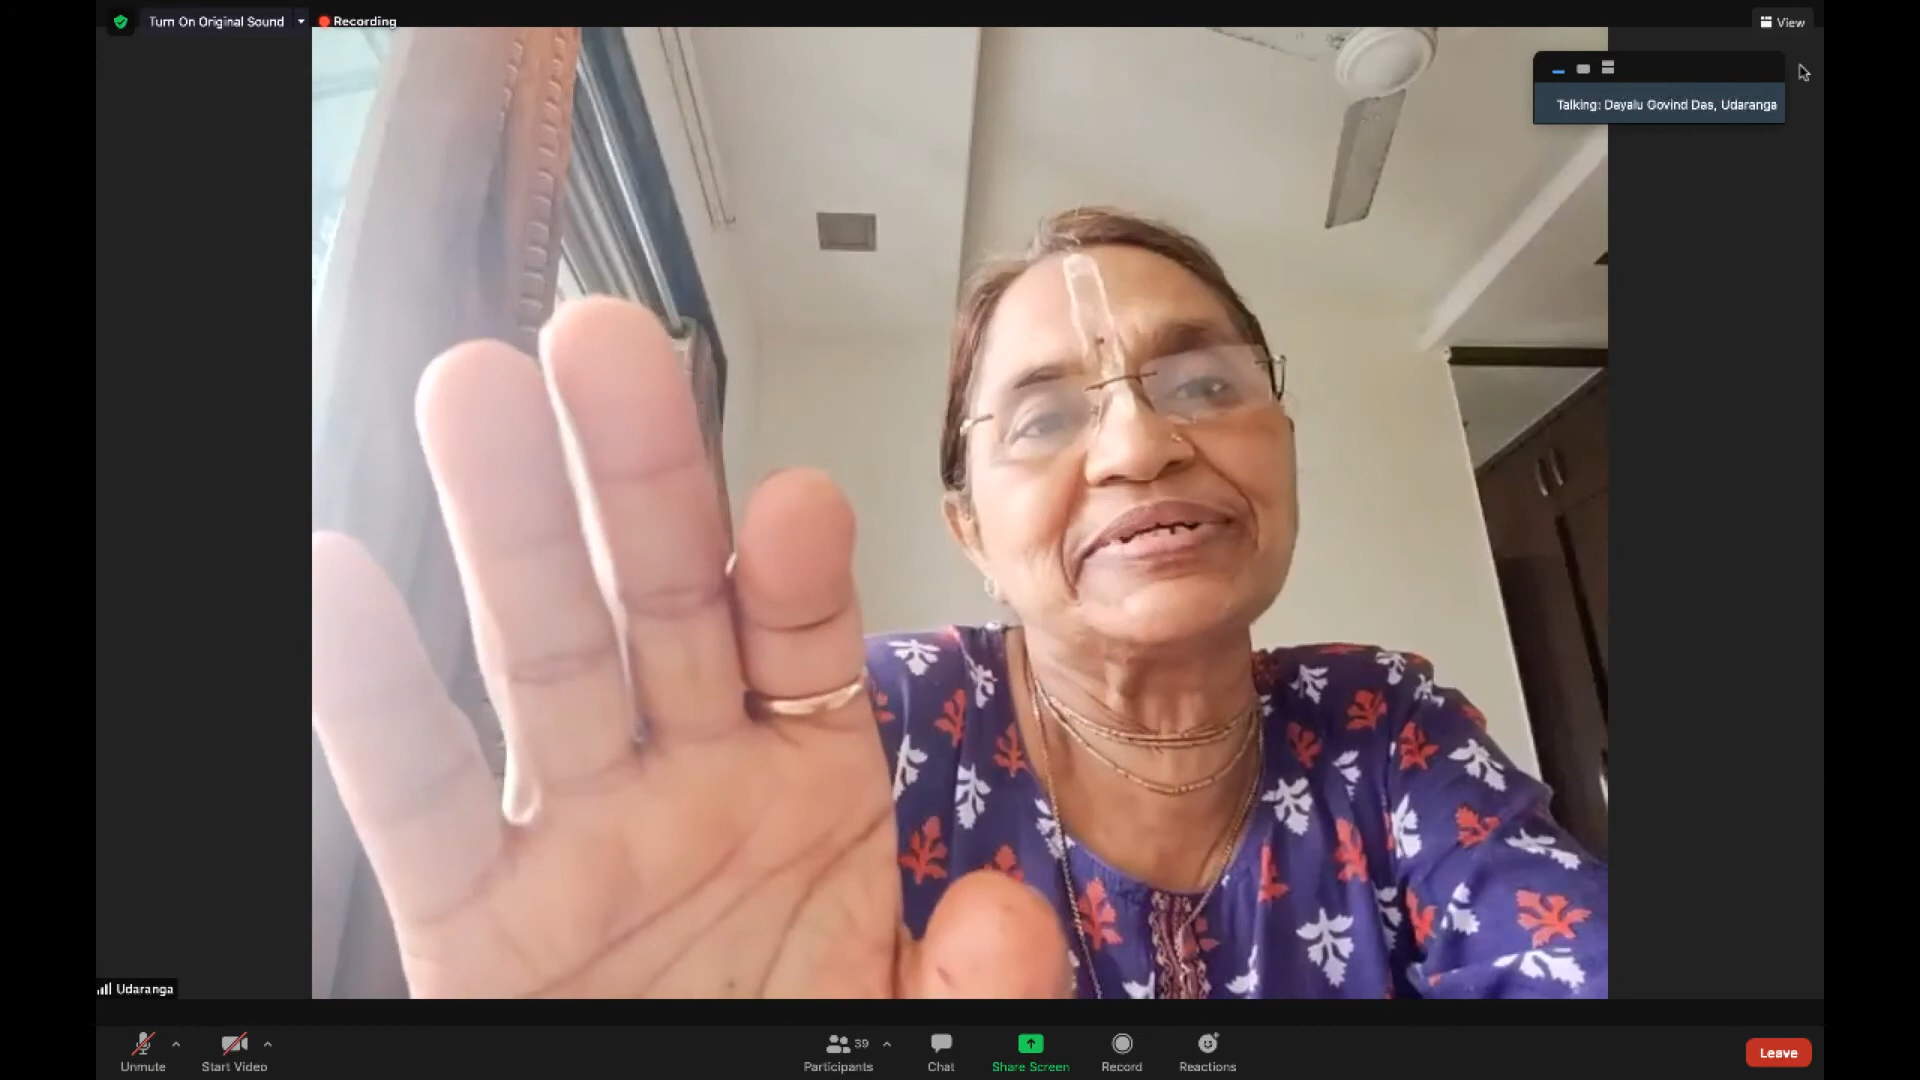 Turn On Original Sound
Recording
View
Talking: Dayalu Govind Das, Udaranga
Udaranga
Unmute
Start Video
39
Participants
Chat
Share Screen
Record
Reactions
Leave